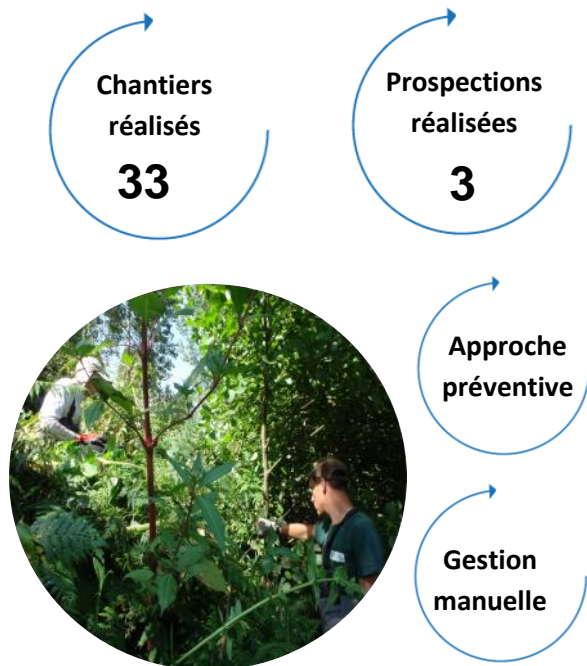 Chantiers
réalisés
33
Prospections
réalisées
3
Approche
préventive
Gestion
manuelle